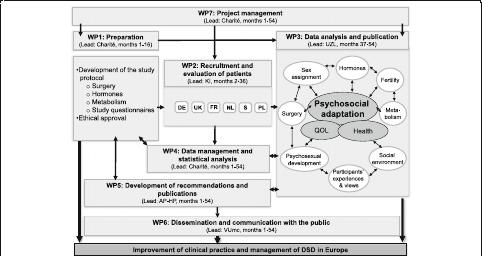 WP7: Project management
(Lead: Charité, months 1-54)
WP1: Preparation
(Lead: Charité, months 1-16)
WP3: Data analysis and publication
(Lead: UZL, months 37-54)
•Development of the study
protocol
o Surgery
o Hormones
o Metabolism
o Study questionnaires
•Ethical approval
WP2: Recruitment and
evaluation of patients
(Lead: KI, months 2-36)
DE UK FR NL S PL
Sex
assignment
Hormones
Fertility
Surgery
Psychosocial
adaptation
Meta-
bolism
QOL
Health
Psychosexual
development
Participants'
experiences
& views
Social
environment
WP4: Data management and
statistical analysis
(Lead: Charité, months 1-54)
WP5: Development of recommendations and
publications
(Lead: AP-HP, months 1-54)
WP6: Dissemination and communication with the public
(Lead: VUmc, months 1-54)
Improvement of clinical practice and management of DSD in Europe